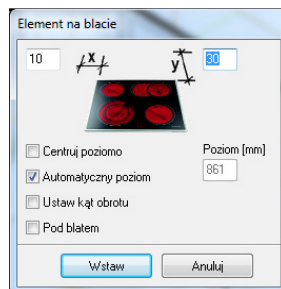 Element na blacie
10 x y 30
Centruj poziomo Poziom [mm]
Automatyczny poziom 861
Ustaw kąt obrotu
Pod blatem
Wstaw Anuluj